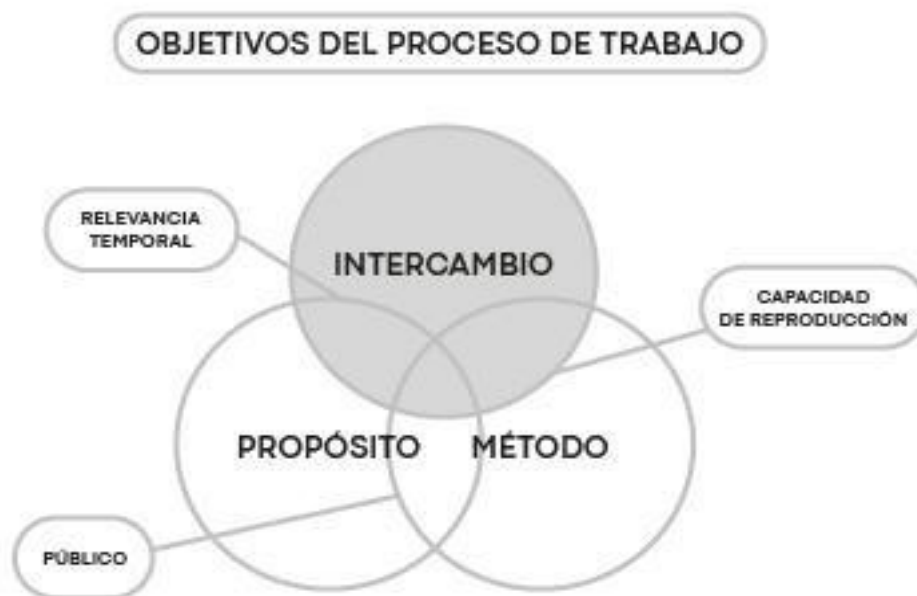 OBJETIVOS DEL PROCESO DE TRABAJO
RELEVANCIA
TEMPORAL
INTERCAMBIO
CAPACIDAD
DE REPRODUCCIÓN
PROPÓSITO
MÉTODO
PÚBLICO